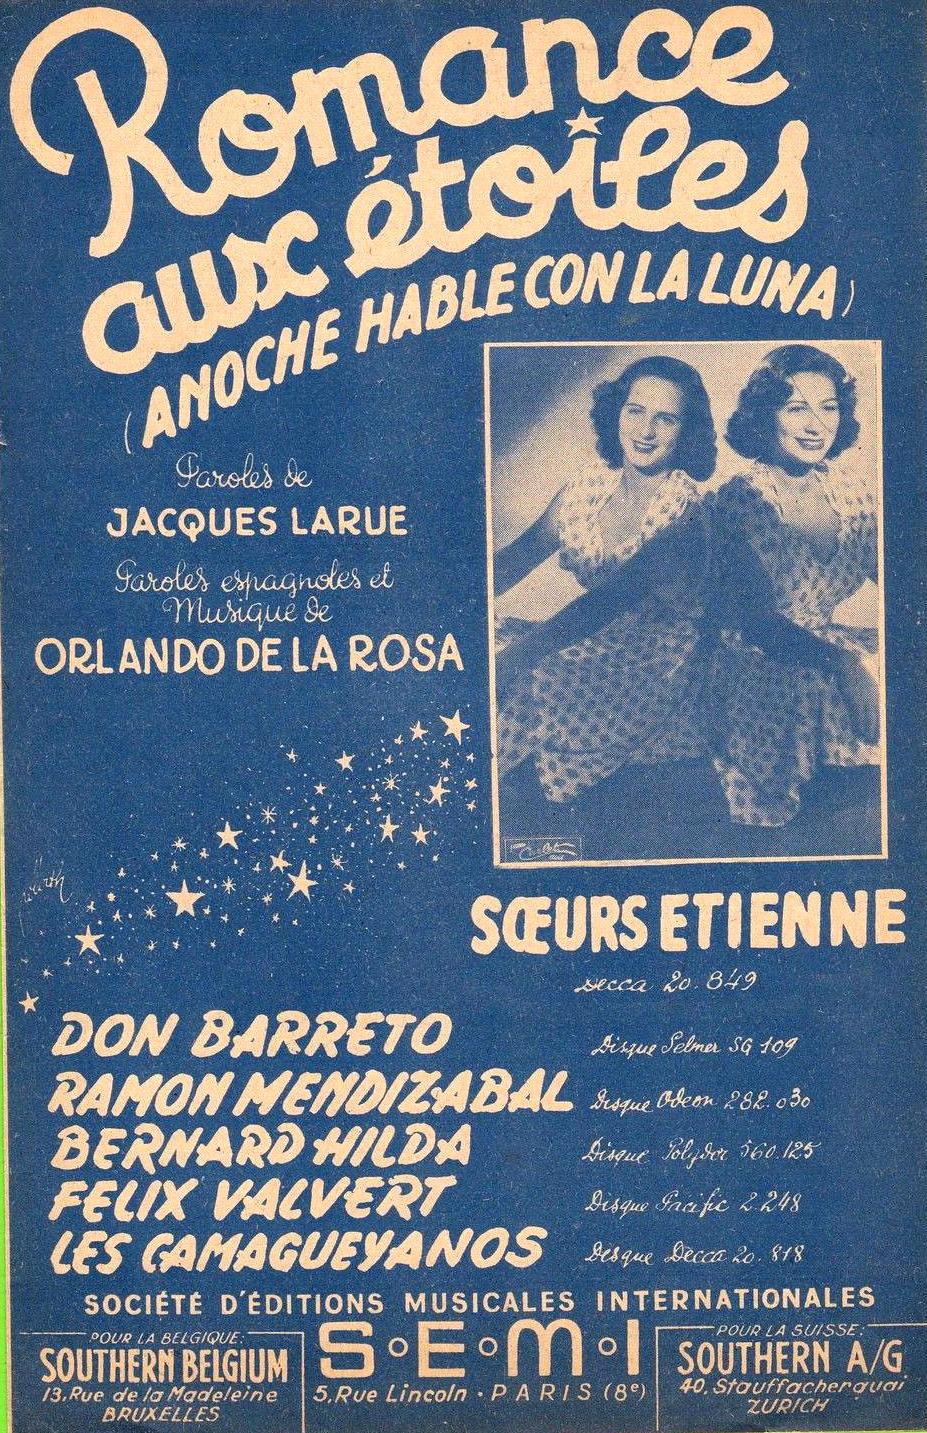 Romance
aux étoiles
(ANOCHE HABLE CON LA LUNA)
Paroles de
JACQUES LARUE
Paroles espagnoles et
Musique de
ORLANDO DE LA ROSA
SŒURS ETIENNE
Decca 20.849
DON BARRETO Disque Selmer SG 109
RAMON MENDIZABAL Disque Odeon 282.030
BERNARD HILDA Disque Polydor 560.125
FELIX VALVERT Disque Pacific 2.248
LES CAMAGUEYANOS Disque Decca 20.818
SOCIÉTÉ D'ÉDITIONS MUSICALES INTERNATIONALES
POUR LA BELGIQUE:
SOUTHERN BELGIUM
13, Rue de la Madeleine
BRUXELLES
S.E.M.I
5, Rue Lincoln · PARIS (8e)
POUR LA SUISSE:
SOUTHERN A/G
40, Stauffacherquai
ZURICH